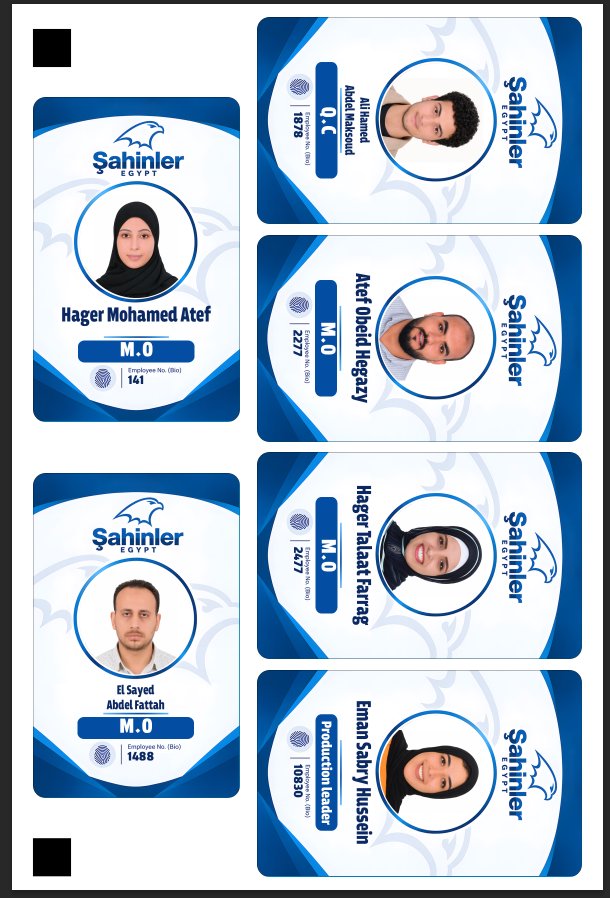 Şahinler
EGYPT
Hager Mohamed Atef
M.O
Employee No. (Bio)
141
Şahinler
EGYPT
El Sayed
Abdel Fattah
M.O
Employee No. (Bio)
1488
Şahinler
EGYPT
Ali Hamed
Abdel Maksoud
Q.C
Employee No. (Bio)
1878
Şahinler
EGYPT
Atef Obeid Hegazy
M.O
Employee No. (Bio)
2277
Şahinler
EGYPT
Hager Talaat Farrag
M.O
Employee No. (Bio)
2477
Şahinler
EGYPT
Eman Sabry Hussein
Production leader
Employee No. (Bio)
10830